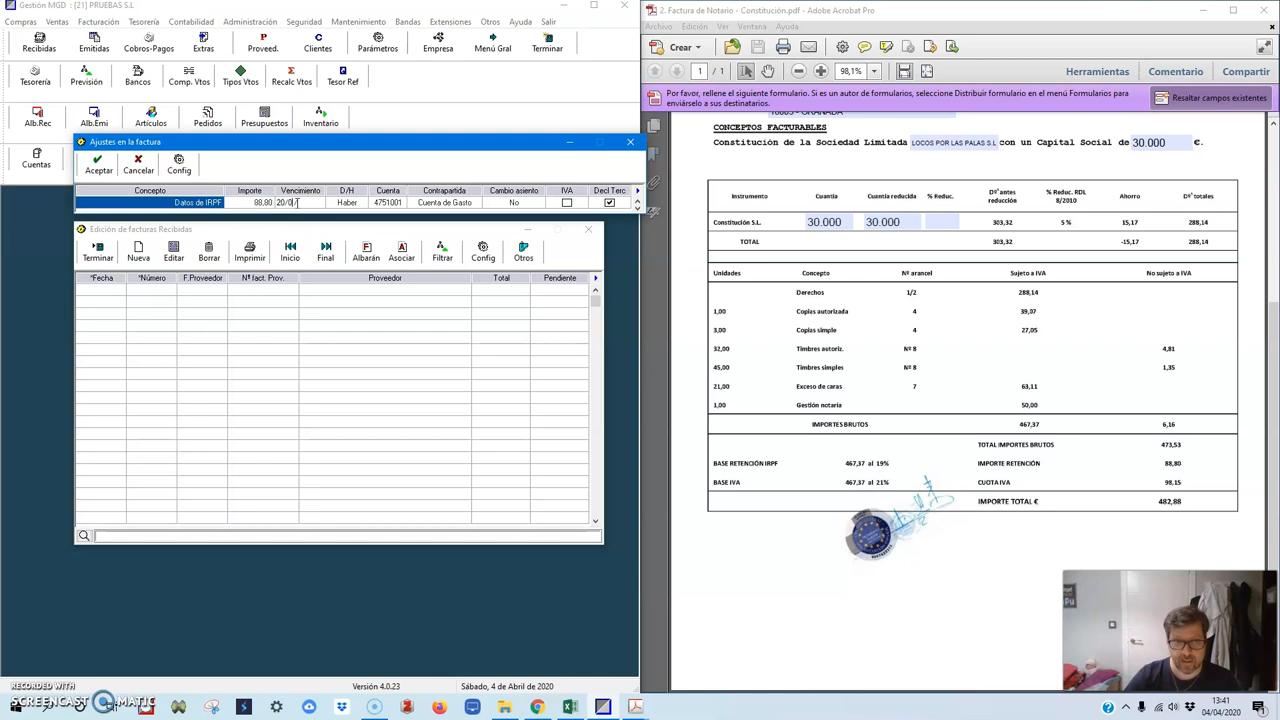 Gestión MGD : [21] PRUEBAS S.L
Compras Ventas Facturación Tesorería Contabilidad Administración Seguridad Mantenimiento Bandas Extensiones Otros Ayuda Salir
Recibidas Emitidas Cobros-Pagos Extras Proveed. Clientes Parámetros Empresa Menú Gral Terminar
Tesorería Previsión Bancos Comp. Vtos Tipos Vtos Recalc Vtos Tesor Ref
Alb.Rec Alb.Emi Artículos Pedidos Presupuestos Inventario
Cuentas
Ajustes en la factura
Aceptar Cancelar Config
Concepto Importe Vencimiento D/H Cuenta Contrapartida Cambio asiento IVA Decl Terc
Datos de IRPF 88,80 20/0 / Haber 4751001 Cuenta de Gasto No
Edición de facturas Recibidas
Terminar Nueva Editar Borrar Imprimir Inicio Final Albarán Asociar Filtrar Config Otros
*Fecha *Número F.Proveedor Nº fact. Prov. Proveedor Total Pendiente
Versión 4.0.23 Sábado, 4 de Abril de 2020
RECORDED WITH
SCREENCAST MATIC
2. Factura de Notario - Constitución.pdf - Adobe Acrobat Pro
Archivo Edición Ver Ventana Ayuda
Crear
1 / 1 98,1% Herramientas Comentario Compartir
Por favor, rellene el siguiente formulario. Si es un autor de formularios, seleccione Distribuir formulario en el menú Formularios para
enviárselo a sus destinatarios.
Resaltar campos existentes
CONCEPTOS FACTURABLES
Constitución de la Sociedad Limitada LOCOS POR LAS PALAS S.L con un Capital Social de 30.000 €.
Instrumento Cuantia Cuantia reducida % Reduc. Dº antes reducción % RDL Reduc. 8/2010 Ahorro Dº totales
Constitución S.L. 30.000 30.000 303,32 5 % 15,17 288,14
TOTAL 303,32 -15,17 288,14
Unidades Concepto Nº arancel Sujeto a IVA No sujeto a IVA
Derechos 1/2 288,14
1,00 Copias autorizada 4 39,07
3,00 Copias simple 4 27,05
32,00 Timbres autoriz. Nº 8 4,81
45,00 Timbres simples Nº 8 1,35
21,00 Exceso de caras 7 63,11
1,00 Gestión notaria 50,00
IMPORTES BRUTOS 467,37 6,16
TOTAL IMPORTES BRUTOS 473,53
BASE RETENCIÓN IRPF 467,37 al 19% IMPORTE RETENCIÓN 88,80
BASE IVA 467,37 al 21% CUOTA IVA 98,15
IMPORTE TOTAL € 482,88
13:41
04/04/2020